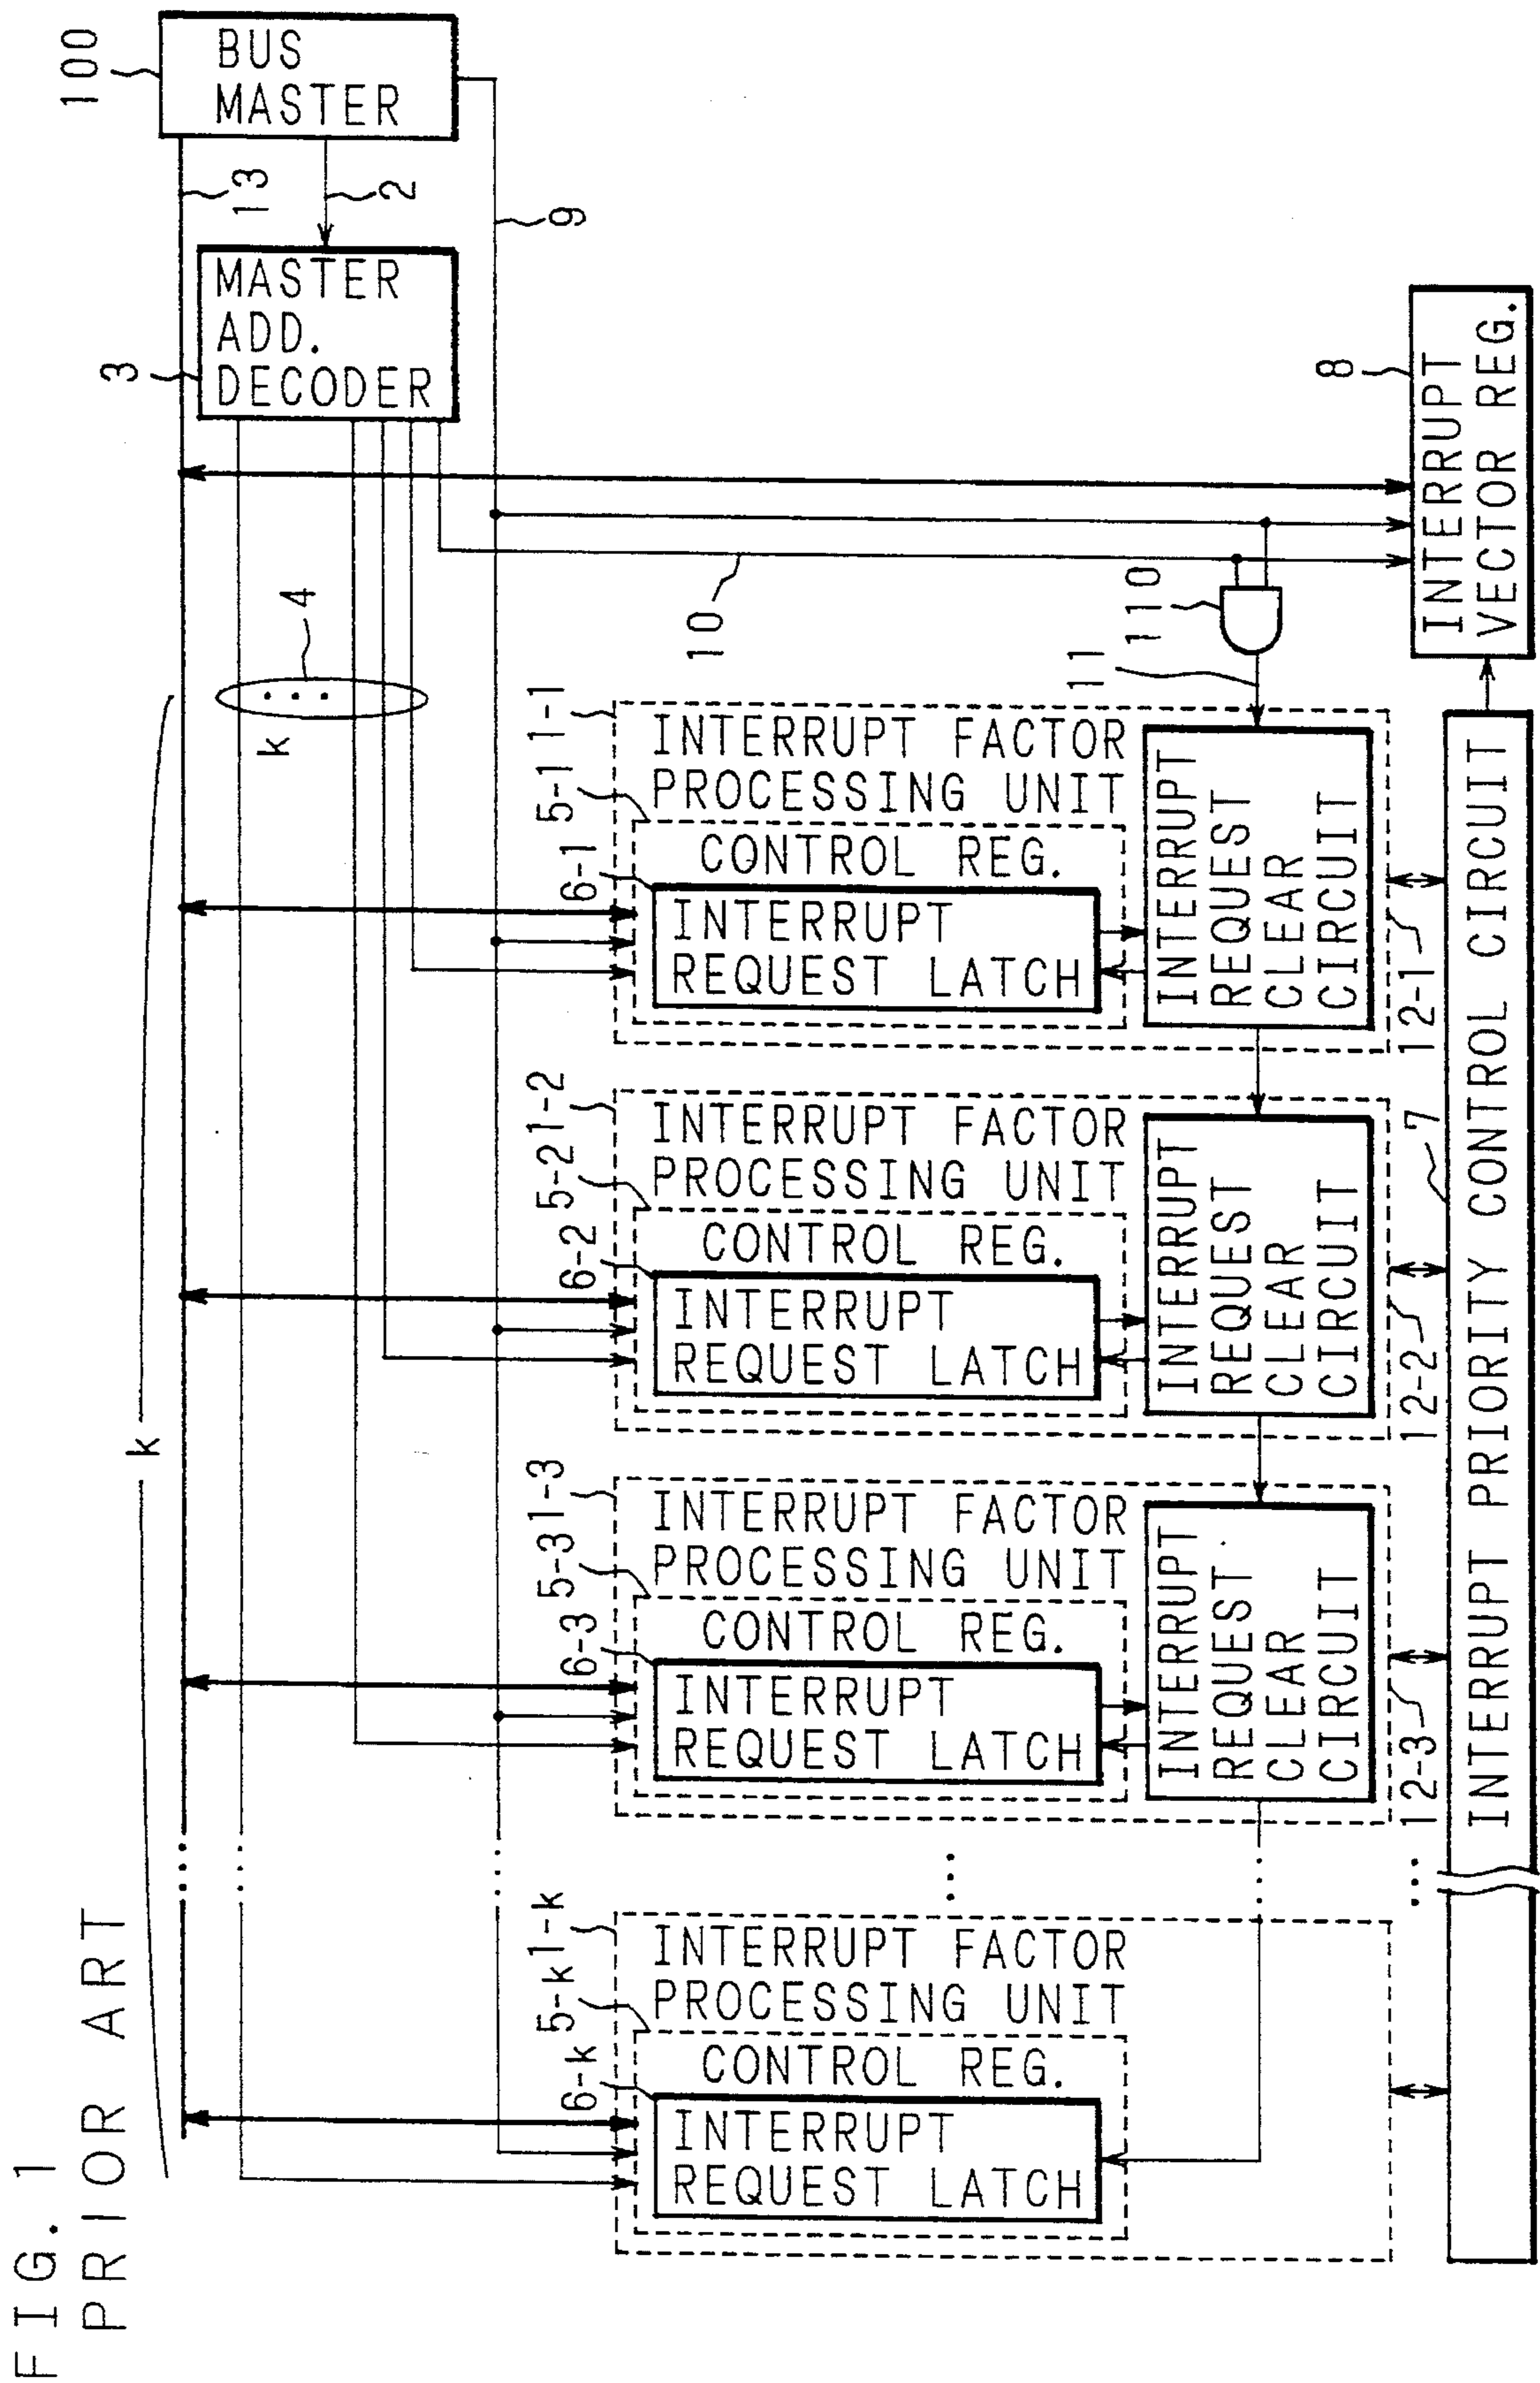 FIG. 1
PRIOR ART
k
100
BUS
MASTER
13
2
9
3
MASTER
ADD.
DECODER
4
k
10
110
11
8
INTERRUPT
VECTOR REG.
1-1
INTERRUPT FACTOR
PROCESSING UNIT
5-1
CONTROL REG.
6-1
INTERRUPT
REQUEST LATCH
INTERRUPT
REQUEST
CLEAR
CIRCUIT
12-1
1-2
INTERRUPT FACTOR
PROCESSING UNIT
5-2
CONTROL REG.
6-2
INTERRUPT
REQUEST LATCH
INTERRUPT
REQUEST
CLEAR
CIRCUIT
12-2
1-3
INTERRUPT FACTOR
PROCESSING UNIT
5-3
CONTROL REG.
6-3
INTERRUPT
REQUEST LATCH
INTERRUPT
REQUEST
CLEAR
CIRCUIT
12-3
1-k
INTERRUPT FACTOR
PROCESSING UNIT
5-k
CONTROL REG.
6-k
INTERRUPT
REQUEST LATCH
7
INTERRUPT PRIORITY CONTROL CIRCUIT